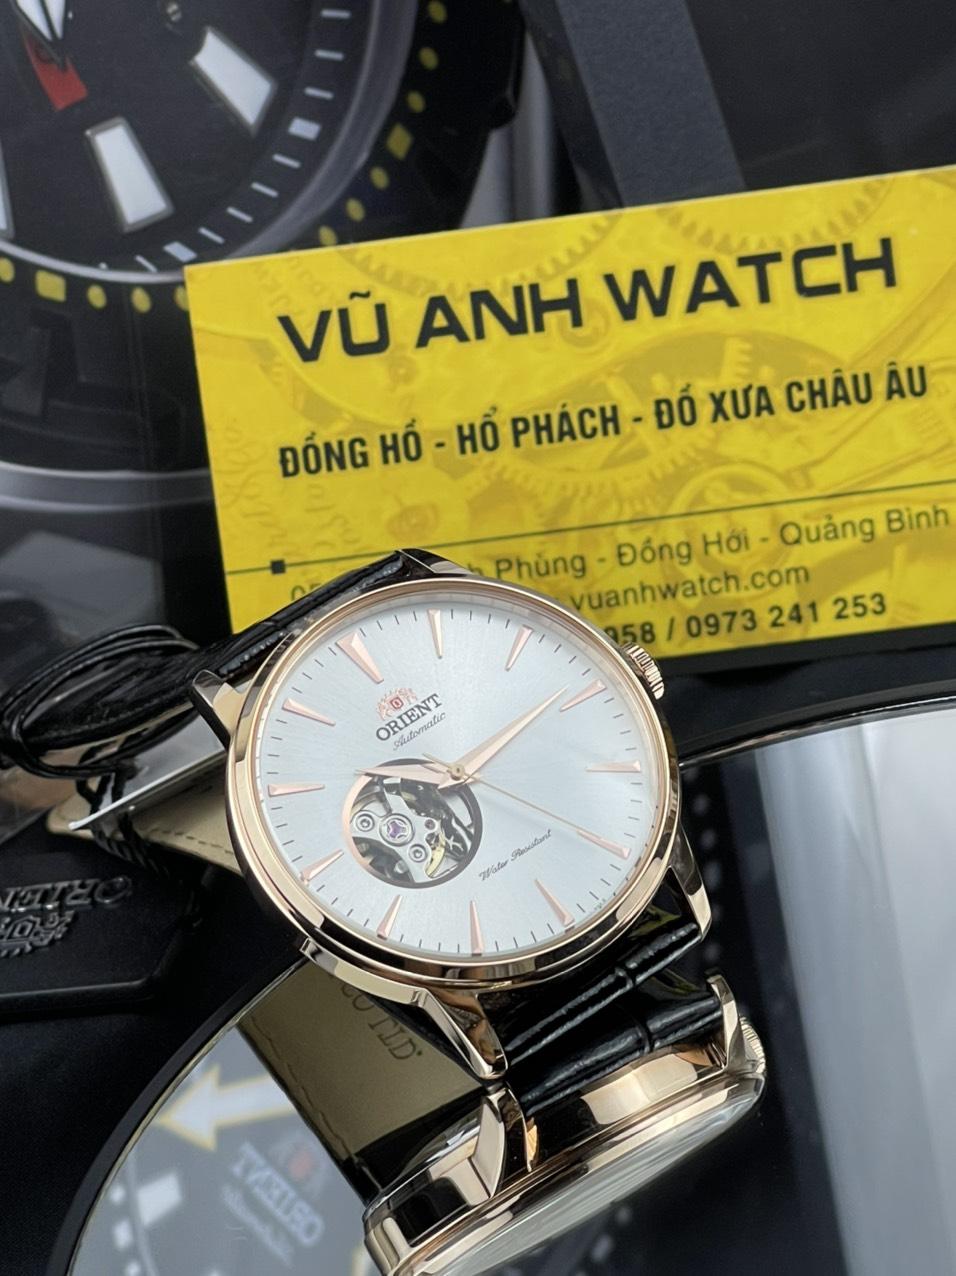 VŨ ANH WATCH
ĐỒNG HỒ - HỔ PHÁCH - ĐỒ XƯA CHÂU ÂU
Phùng - Đồng Hới - Quảng Bình
vuanhwatch.com
958 / 0973 241 253
ORIENT
Automatic
Water Resistant